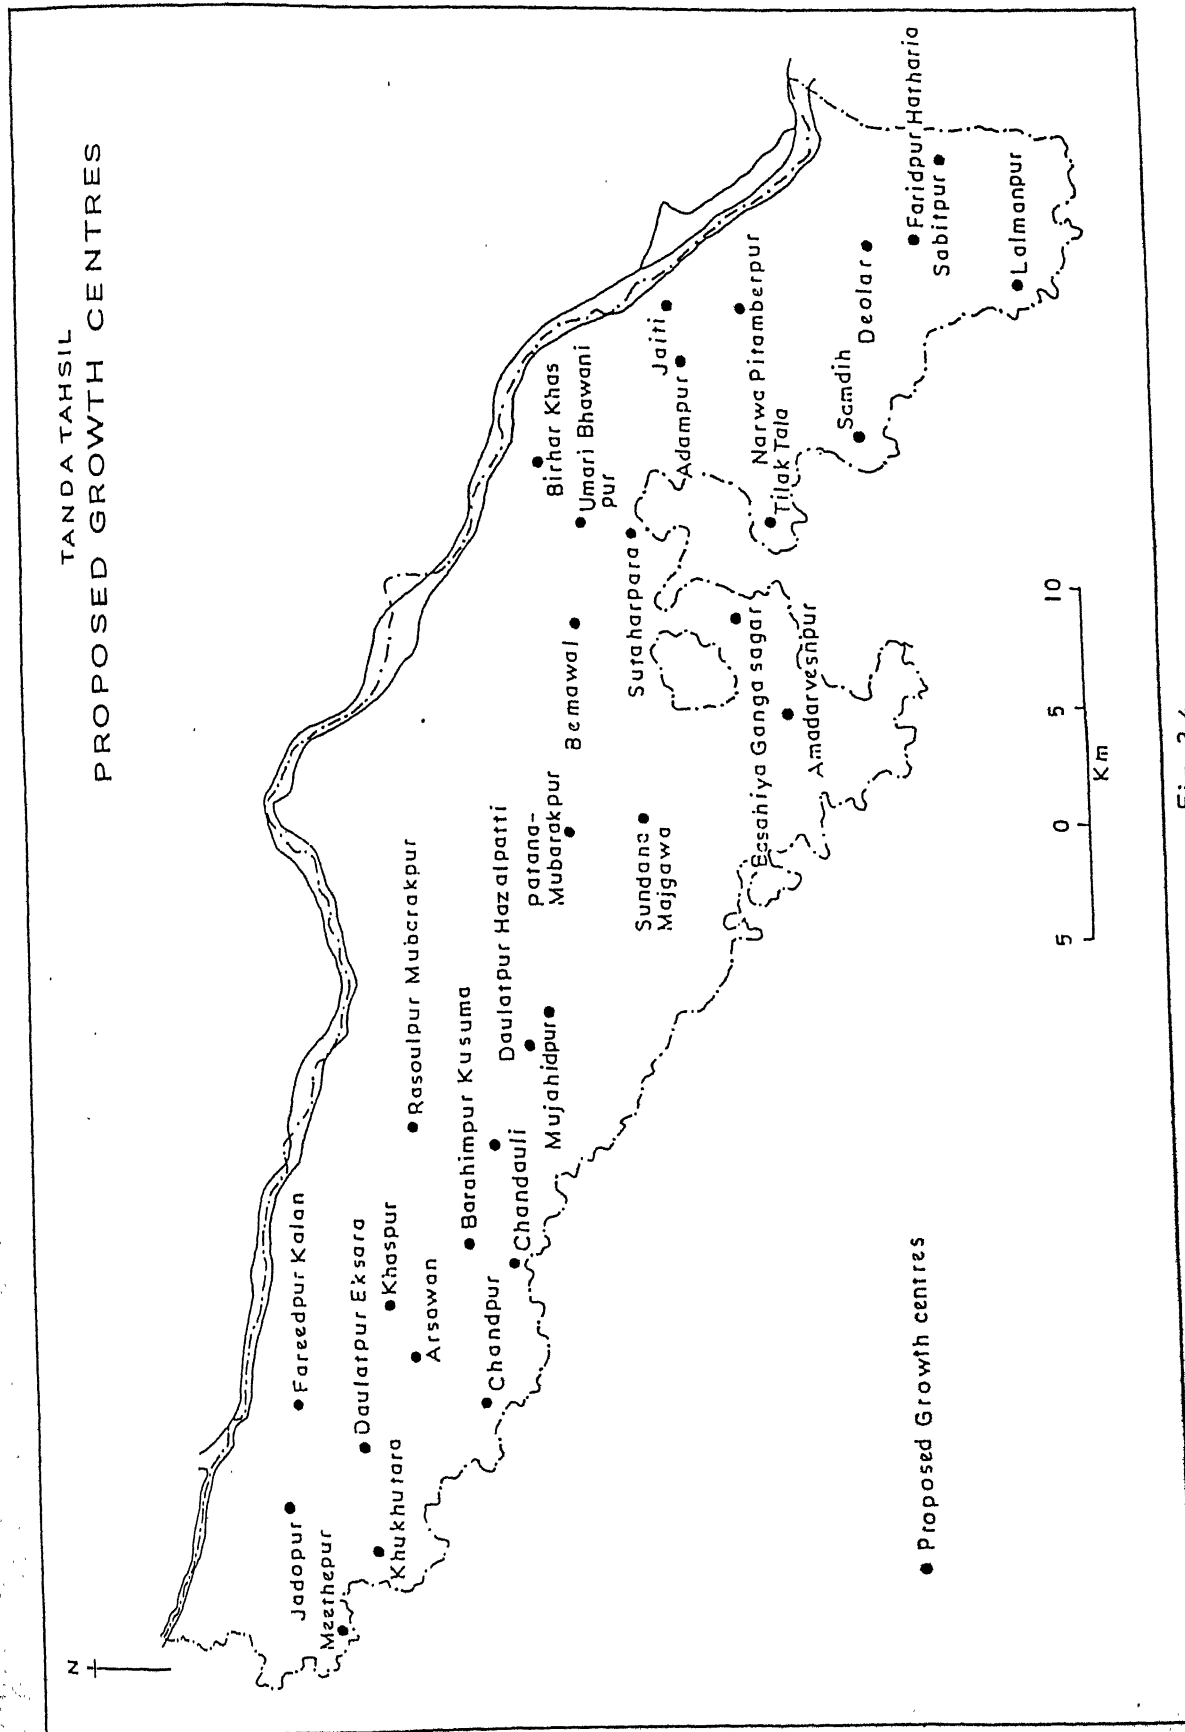 TANDA TAHSIL
PROPOSED GROWTH CENTRES
N
Jadopur
Meethepur
Khukhutara
Fareedpur Kalan
Daulatpur Eksara
Khaspur
Arsawan
Chandpur
Chandauli
Barahimpur Kusuma
Rasoulpur Mubarakpur
Daulatpur Hazalpatti
Mujahidpur
patana-
Mubarakpur
Sundana
Majgawa
Bemawal
Sutaharpara
Basahiya Ganga sagar
Amadarvesnpur
Birhar Khas
Umari Bhawani
pur
Jaiti
Adampur
Narwa Pitamberpur
Tilak Tala
Samdih
Deolar
Faridpur Hatharia
Sabitpur
Lalmanpur
Proposed Growth centres
5 0 5 10
Km